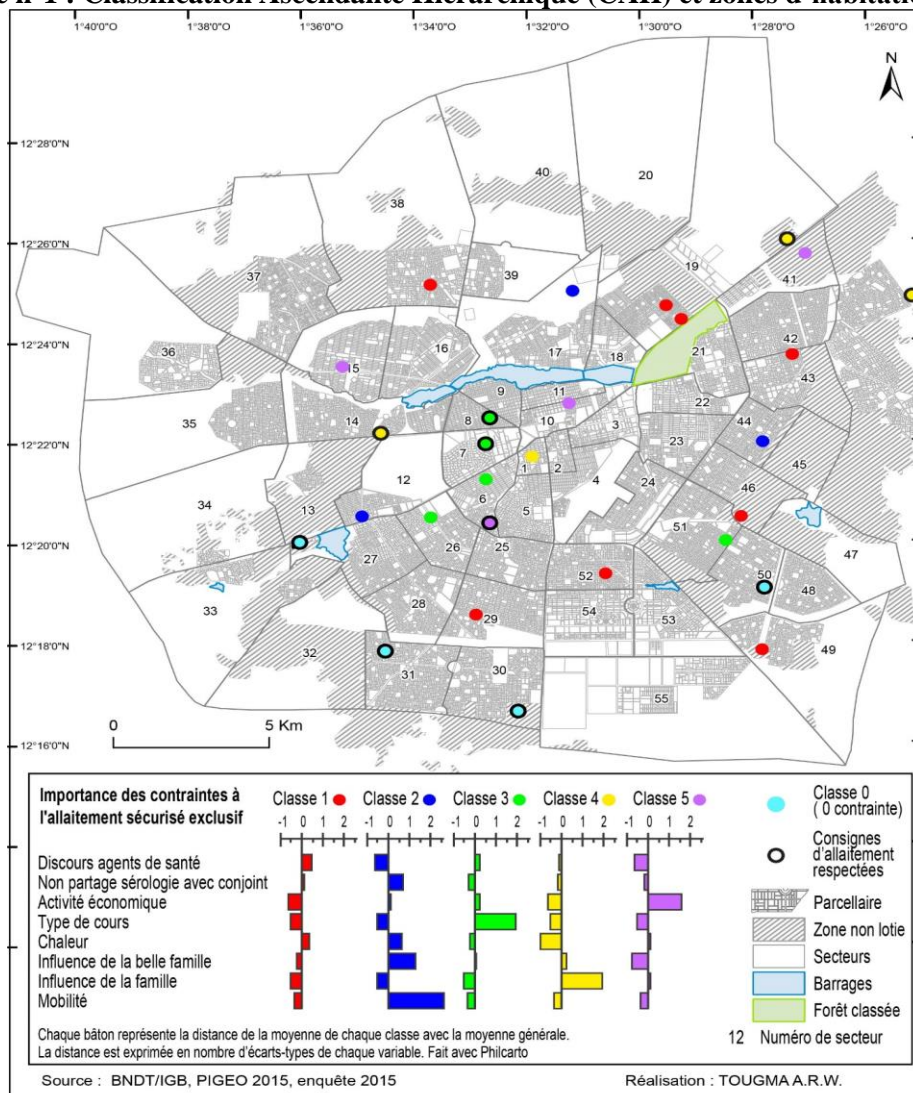 n°1 : Classification Ascendante Hiérarchique (CAH) et zones
1°40'0"O 1°36'0"O 1°34'0"O 1°32'0"O 1°30'0"O 1°28'0"O 1°26'0"O
N
12°28'0"N
40
20
38
12°26'0"N
19
41
37
39
12°24'0"N
17
42
16
18
21
36
15
43
9
11
22
35
14
8
10
3
44
12°22'0"N
7
23
1
2
45
12
4
24
46
6
5
34
13
51
26
25
12°20'0"N
27
47
52
50
48
33
28
29
54
53
12°18'0"N
32
49
31
30
55
12°16'0"N
0 5 Km
Importance des contraintes à
l'allaitement sécurisé exclusif
Classe 1 Classe 2 Classe 3 Classe 4 Classe 5
-1 0 1 2 -1 0 1 2 -1 0 1 2 -1 0 1 2 -1 0 1 2
Discours agents de santé
Non partage sérologie avec conjoint
Activité économique
Type de cours
Chaleur
Influence de la belle famille
Influence de la famille
Mobilité
Classe 0
( 0 contrainte)
Consignes
d'allaitement
respectées
Parcellaire
Zone non lotie
Secteurs
Barrages
Forêt classée
12 Numéro de secteur
Chaque bâton représente la distance de la moyenne de chaque classe avec la moyenne générale.
La distance est exprimée en nombre d'écarts-types de chaque variable. Fait avec Philcarto
Source : BNDT/IGB, PIGEO 2015, enquête 2015
Réalisation : TOUGMA A.R.W.